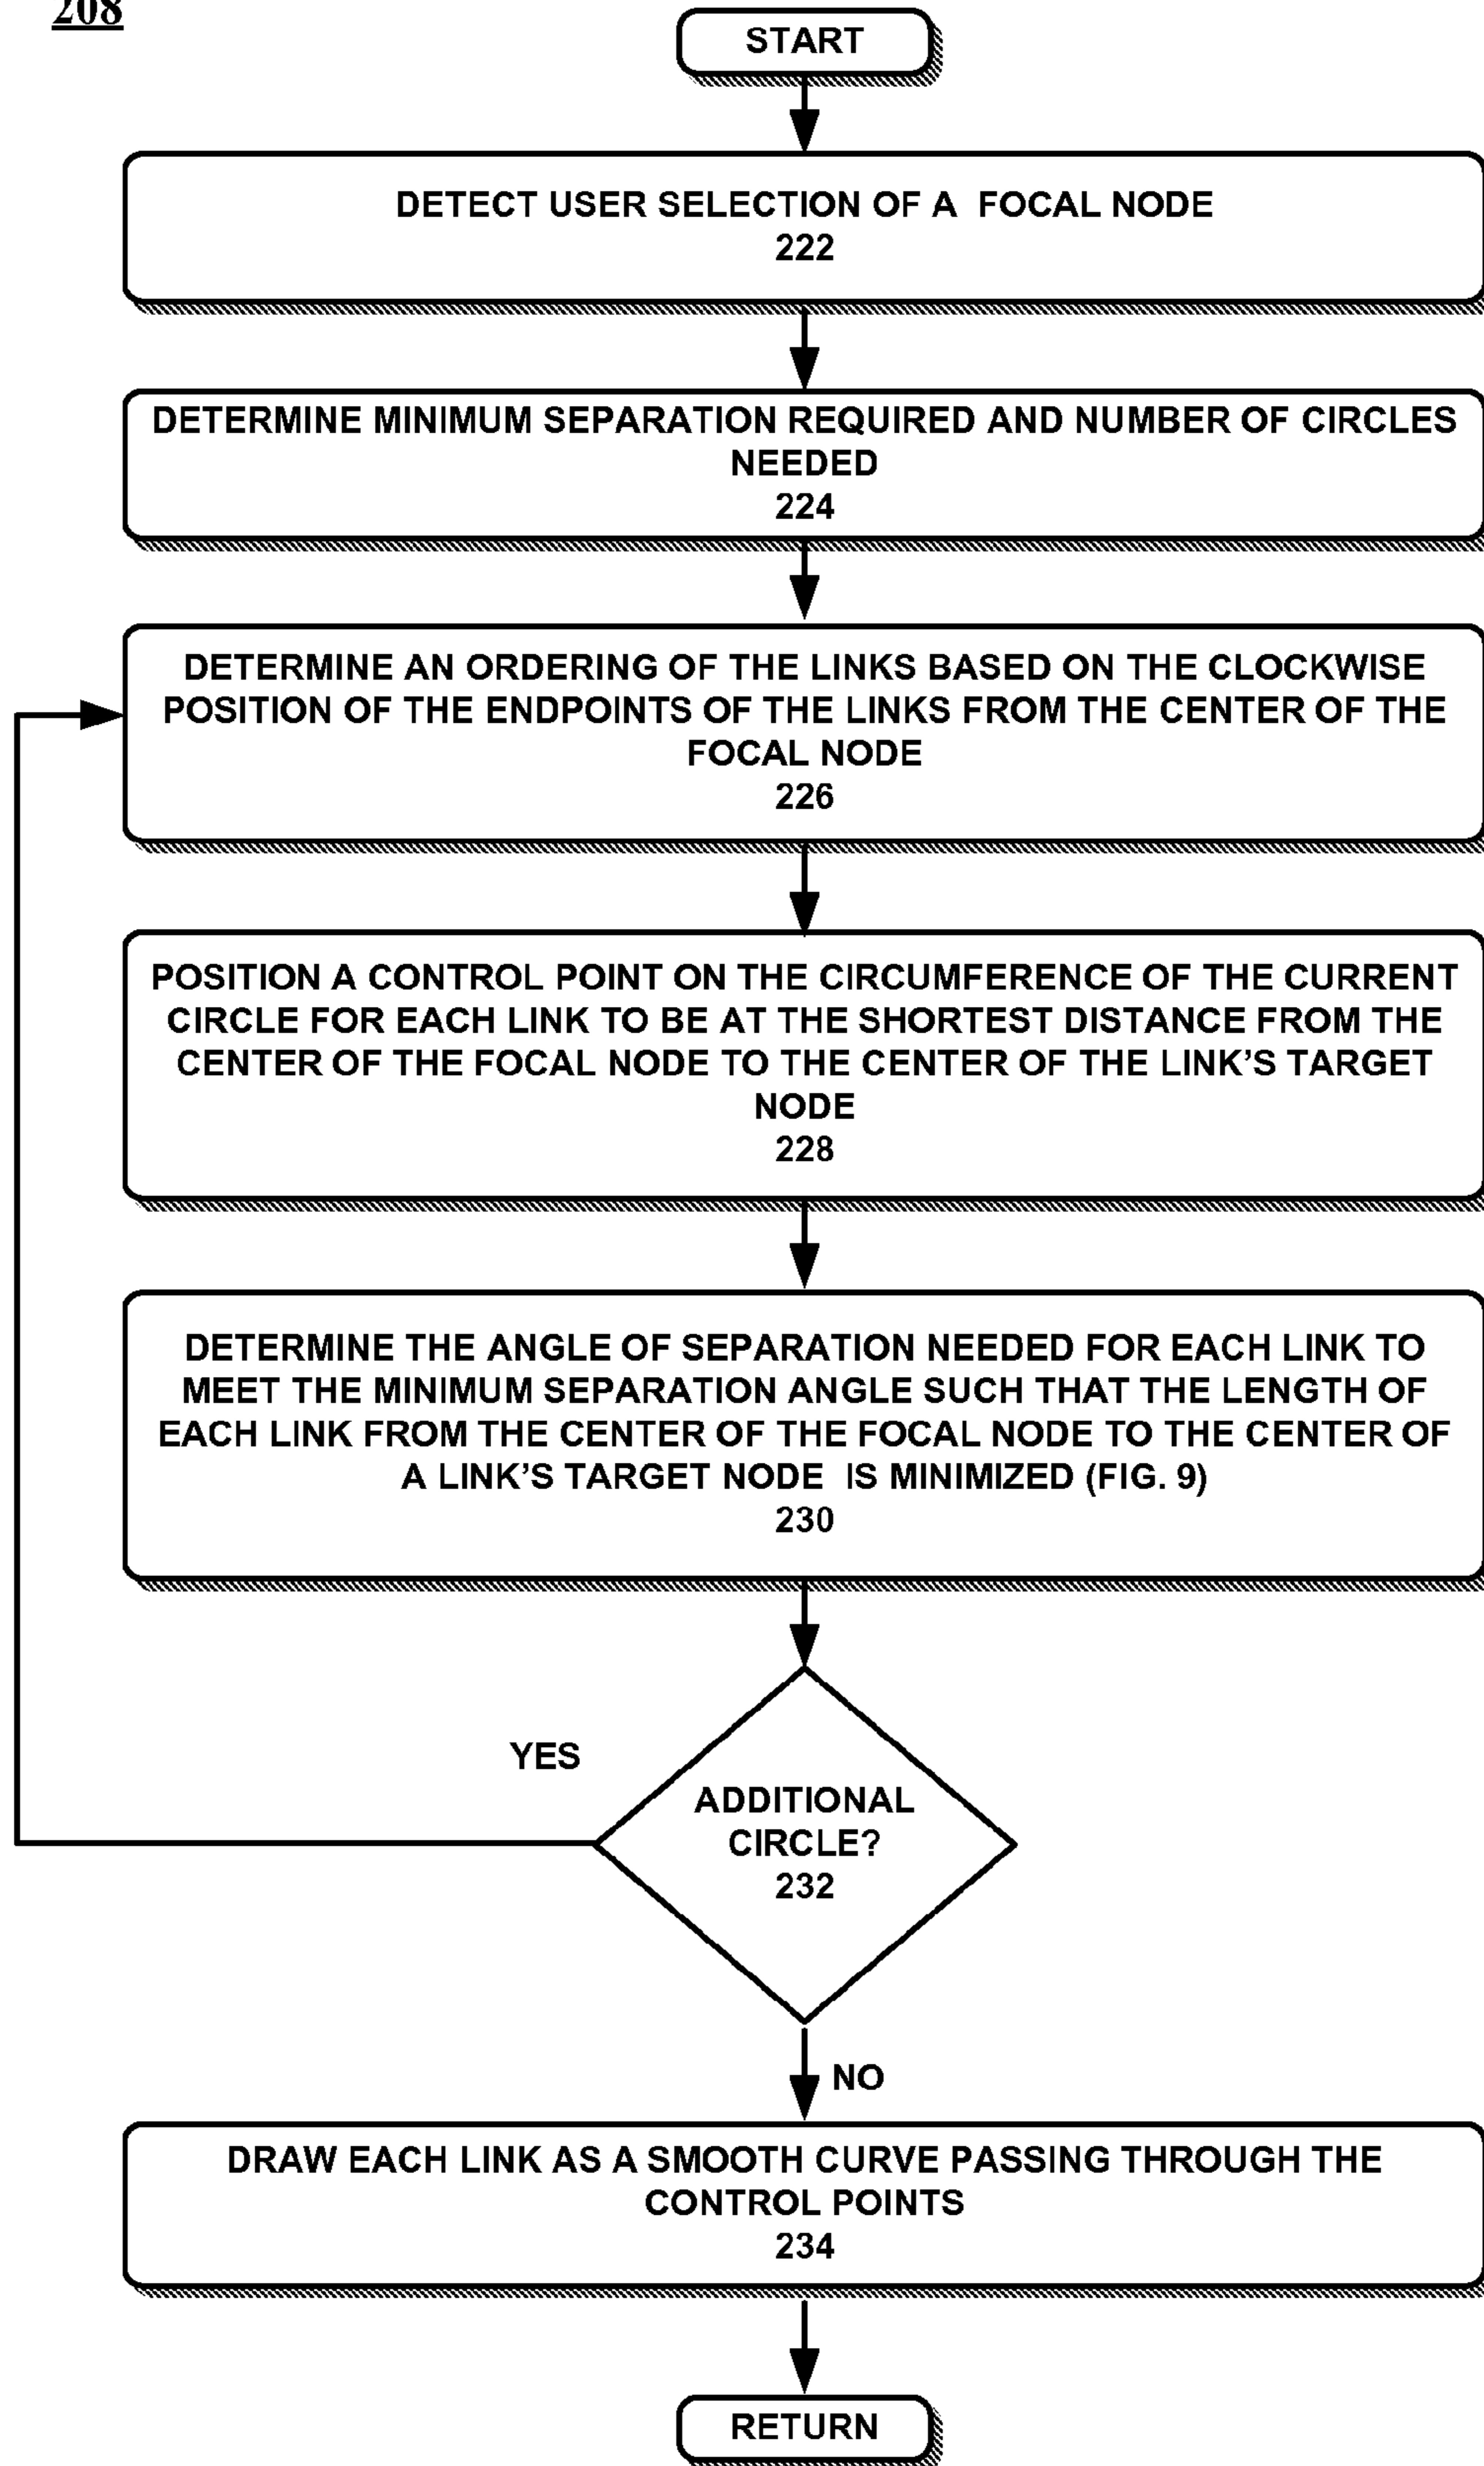 208
START
DETECT USER SELECTION OF A FOCAL NODE
222
DETERMINE MINIMUM SEPARATION REQUIRED AND NUMBER OF CIRCLES
NEEDED
224
DETERMINE AN ORDERING OF THE LINKS BASED ON THE CLOCKWISE
POSITION OF THE ENDPOINTS OF THE LINKS FROM THE CENTER OF THE
FOCAL NODE
226
POSITION A CONTROL POINT ON THE CIRCUMFERENCE OF THE CURRENT
CIRCLE FOR EACH LINK TO BE AT THE SHORTEST DISTANCE FROM THE
CENTER OF THE FOCAL NODE TO THE CENTER OF THE LINK'S TARGET
NODE
228
DETERMINE THE ANGLE OF SEPARATION NEEDED FOR EACH LINK TO
MEET THE MINIMUM SEPARATION ANGLE SUCH THAT THE LENGTH OF
EACH LINK FROM THE CENTER OF THE FOCAL NODE TO THE CENTER OF
A LINK'S TARGET NODE IS MINIMIZED (FIG. 9)
230
YES
ADDITIONAL
CIRCLE?
232
NO
DRAW EACH LINK AS A SMOOTH CURVE PASSING THROUGH THE
CONTROL POINTS
234
RETURN